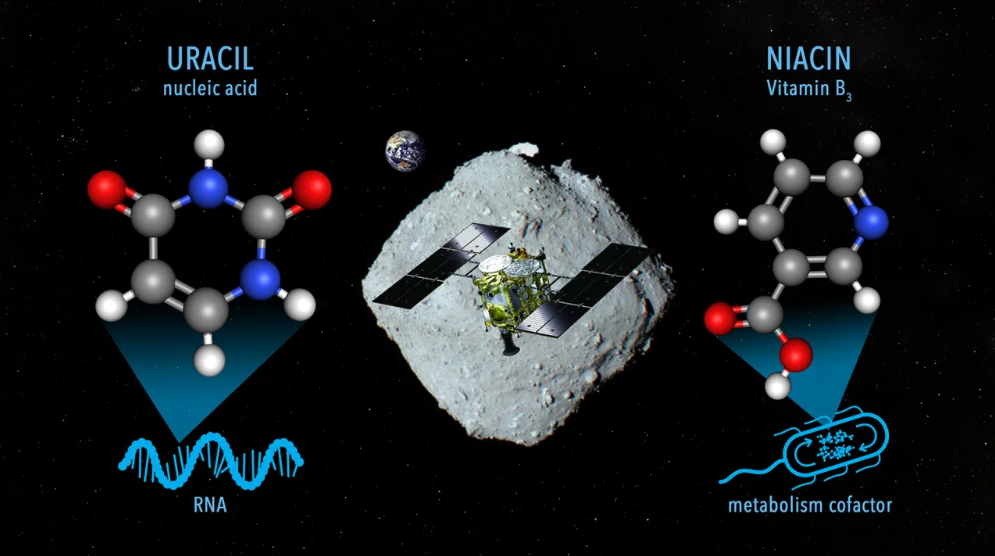 URACIL
nucleic acid
NIACIN
Vitamin B₃
RNA
metabolism cofactor